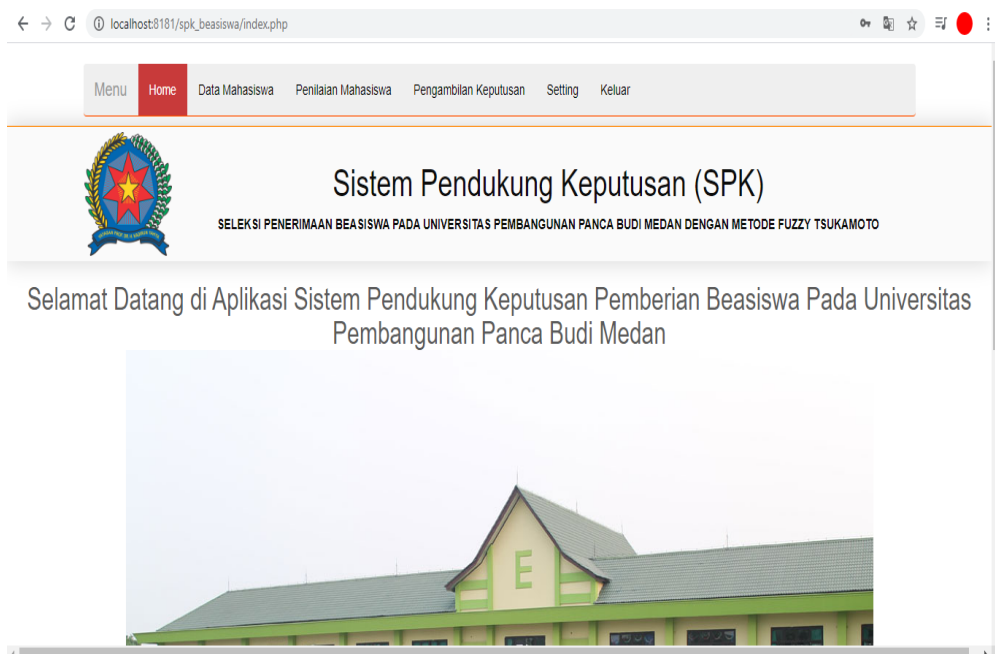 localhost:8181/spk_beasiswa/index.php
Menu Home Data Mahasiswa Penilaian Mahasiswa Pengambilan Keputusan Setting Keluar
Sistem Pendukung Keputusan (SPK)
SELEKSI PENERIMAAN BEASISWA PADA UNIVERSITAS PEMBANGUNAN PANCA BUDI MEDAN DENGAN METODE FUZZY TSUKAMOTO
Selamat Datang di Aplikasi Sistem Pendukung Keputusan Pemberian Beasiswa Pada Universitas
Pembangunan Panca Budi Medan
E